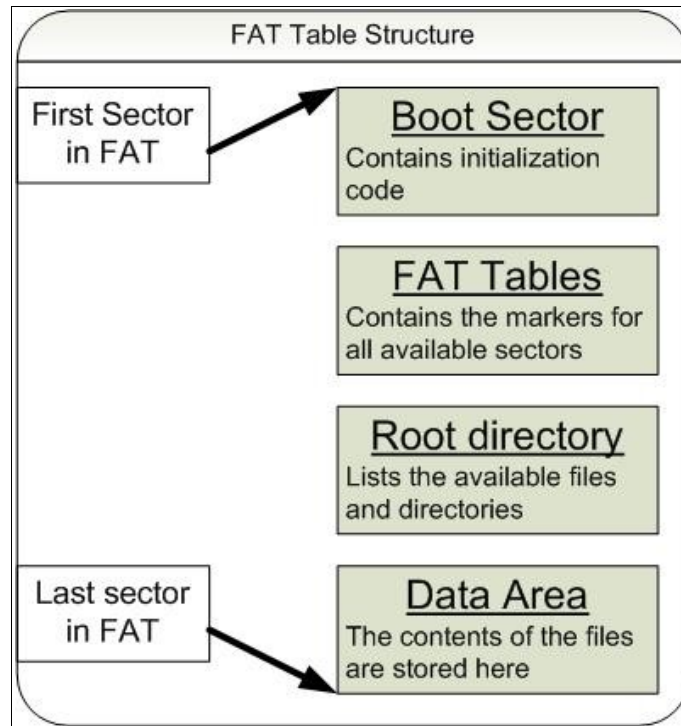 FAT Table Structure
First Sector
in FAT
Boot Sector
Contains initialization
code
FAT Tables
Contains the markers for
all available sectors
Root directory
Lists the available files
and directories
Last sector
in FAT
Data Area
The contents of the files
are stored here